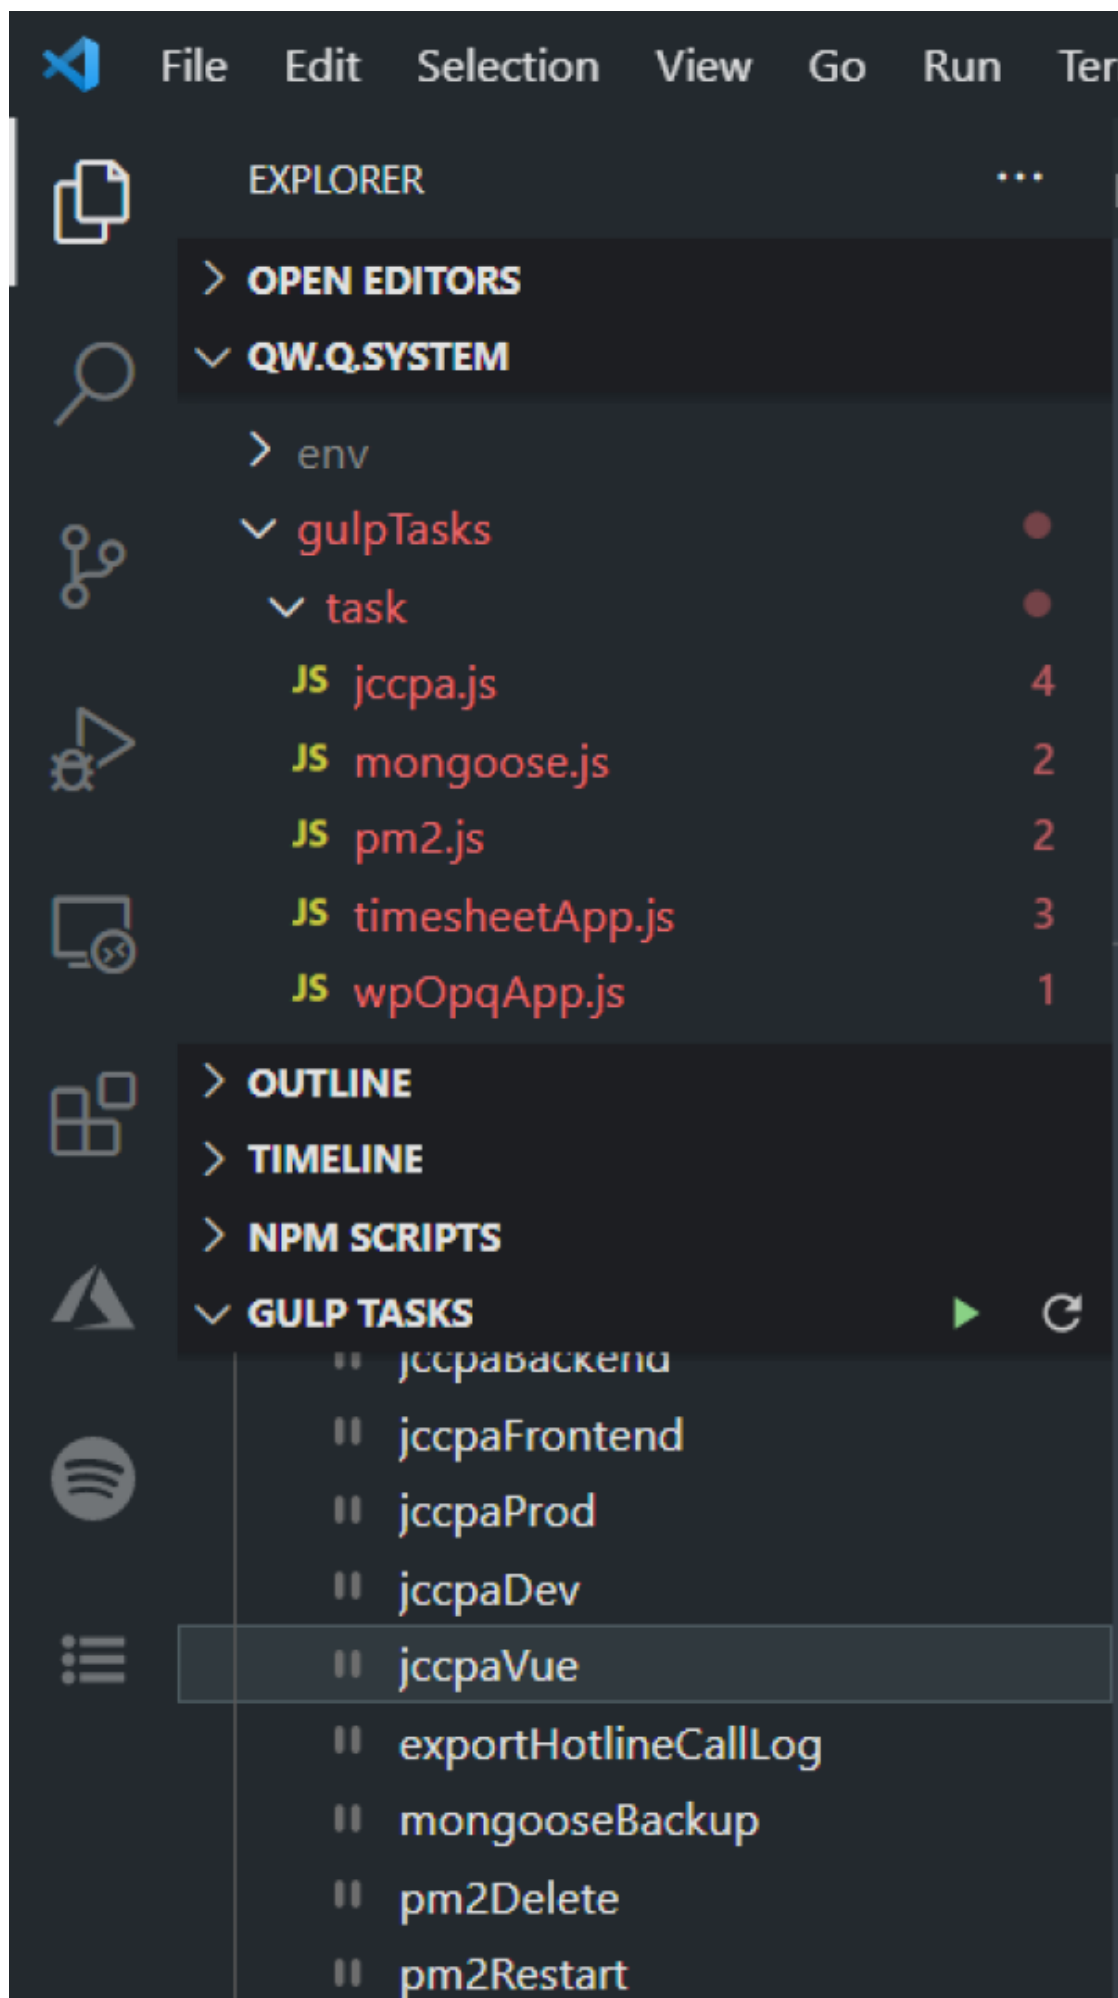 File Edit Selection View Go Run Ter
EXPLORER ...
OPEN EDITORS
QW.Q.SYSTEM
env
gulpTasks
task
JS jccpa.js 4
JS mongoose.js 2
JS pm2.js 2
JS timesheetApp.js 3
JS wpOpqApp.js 1
OUTLINE
TIMELINE
NPM SCRIPTS
GULP TASKS
jccpaBackend
jccpaFrontend
jccpaProd
jccpaDev
jccpaVue
exportHotlineCallLog
mongooseBackup
pm2Delete
pm2Restart